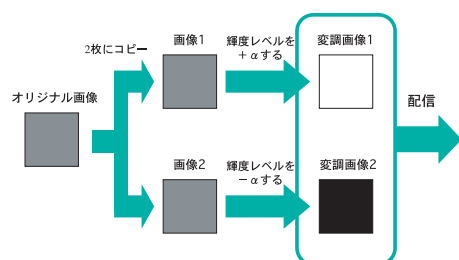 2枚にコピー
画像1
輝度レベルを
+αする
変調画像1
オリジナル画像
配信
画像2
輝度レベルを
−αする
変調画像2